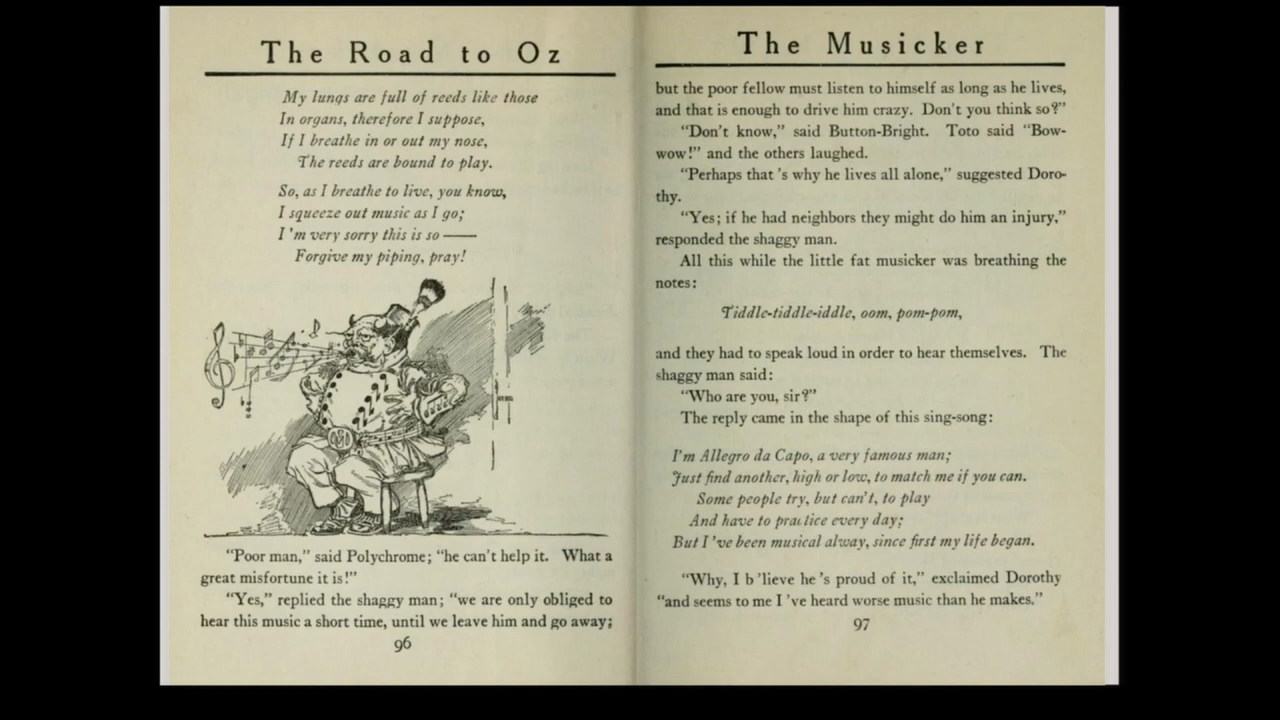 The Road to Oz
My lungs are full of reeds like those
In organs, therefore I suppose,
If I breathe in or out my nose,
The reeds are bound to play.
So, as I breathe to live, you know,
I squeeze out music as I go;
I'm very sorry this is so —
Forgive my piping, pray!
"Poor man," said Polychrome; "he can't help it. What a
great misfortune it is!"
"Yes," replied the shaggy man; "we are only obliged to
hear this music a short time, until we leave him and go away;
96
The Musicker
but the poor fellow must listen to himself as long as he lives,
and that is enough to drive him crazy. Don't you think so?"
"Don't know," said Button-Bright. Toto said "Bow-
wow!" and the others laughed.
"Perhaps that's why he lives all alone," suggested Doro-
thy.
"Yes; if he had neighbors they might do him an injury,"
responded the shaggy man.
All this while the little fat musicker was breathing the
notes:
Tiddle-tiddle-iddle, oom, pom-pom,
and they had to speak loud in order to hear themselves. The
shaggy man said:
"Who are you, sir?"
The reply came in the shape of this sing-song:
I'm Allegro da Capo, a very famous man;
Just find another, high or low, to match me if you can.
Some people try, but can't, to play
And have to practice every day;
But I've been musical alway, since first my life began.
"Why, I b'lieve he's proud of it," exclaimed Dorothy
"and seems to me I've heard worse music than he makes."
97